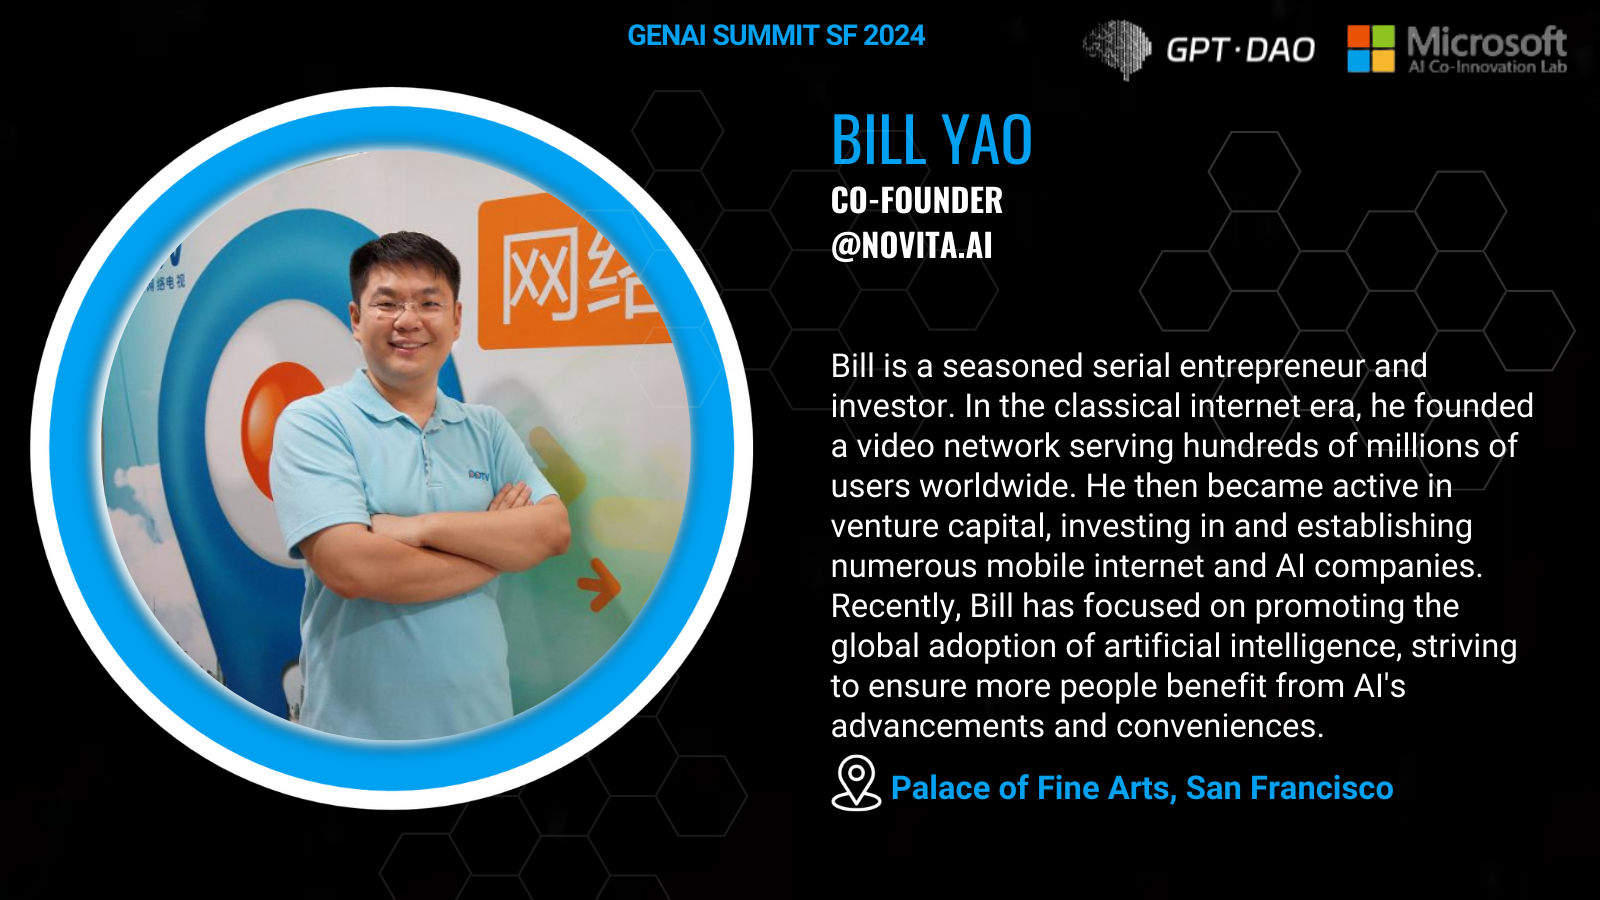 GENAI SUMMIT SF 2024
GPT·DAO
Microsoft
AI Co-Innovation Lab
BILL YAO
CO-FOUNDER
@NOVITA.AI
网络
网络电视
Bill is a seasoned serial entrepreneur and
investor. In the classical internet era, he founded
a video network serving hundreds of millions of
users worldwide. He then became active in
venture capital, investing in and establishing
numerous mobile internet and AI companies.
Recently, Bill has focused on promoting the
global adoption of artificial intelligence, striving
to ensure more people benefit from AI's
advancements and conveniences.
Palace of Fine Arts, San Francisco